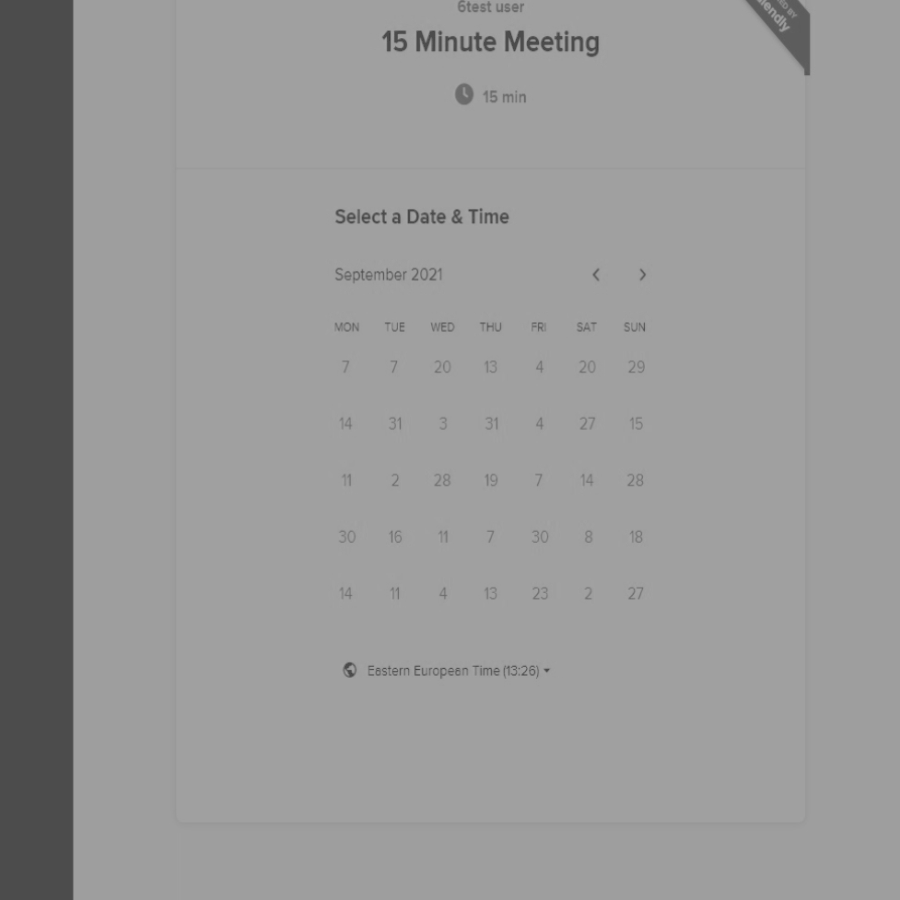 6test user
15 Minute Meeting
15 min
Select a Date & Time
September 2021
MON TUE WED THU FRI SAT SUN
7 7 20 13 4 20 29
14 31 3 31 4 27 15
11 2 28 19 7 14 28
30 16 11 7 30 8 18
14 11 4 13 23 2 27
Eastern European Time (13:26)